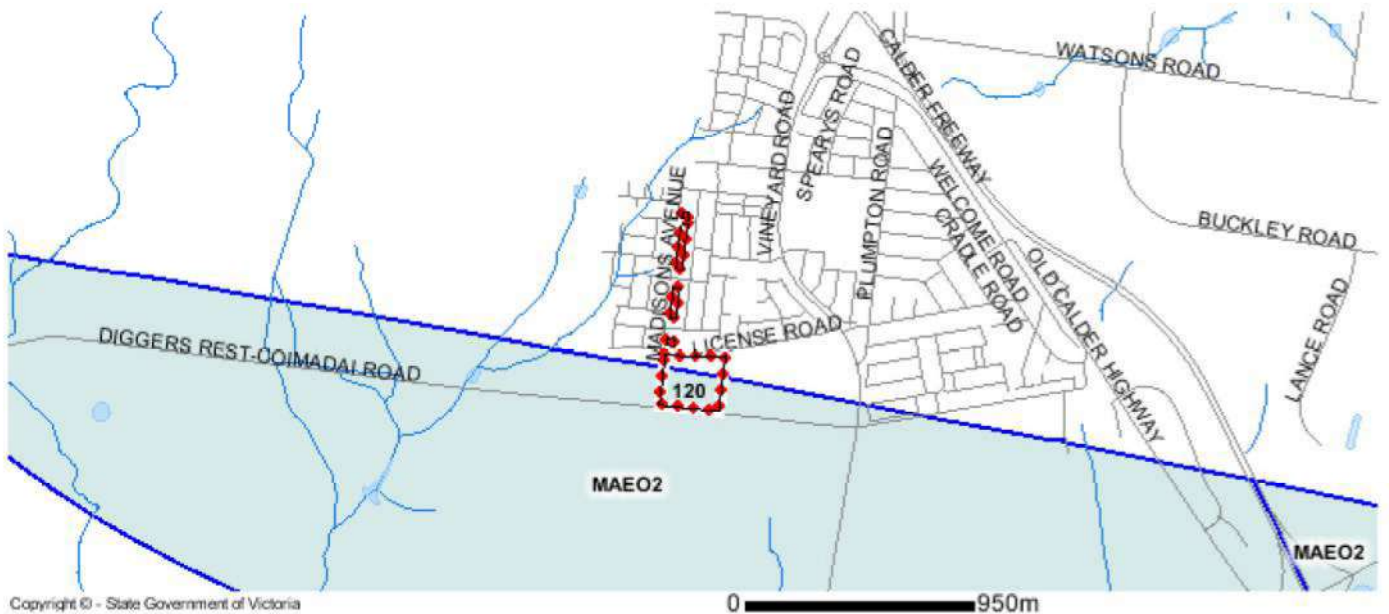 WATSONS ROAD
CALDER FREEWAY
SPEARYS ROAD
VINEYARD ROAD
PLUMPTON ROAD
WELCOME ROAD
CRADLE ROAD
MADISONS AVENUE
BUCKLEY ROAD
OLD CALDER HIGHWAY
LANCE ROAD
LICENSE ROAD
DIGGERS REST-COIMADAI ROAD
120
MAEO2
MAEO2
Copyright © - State Government of Victoria
0 950m